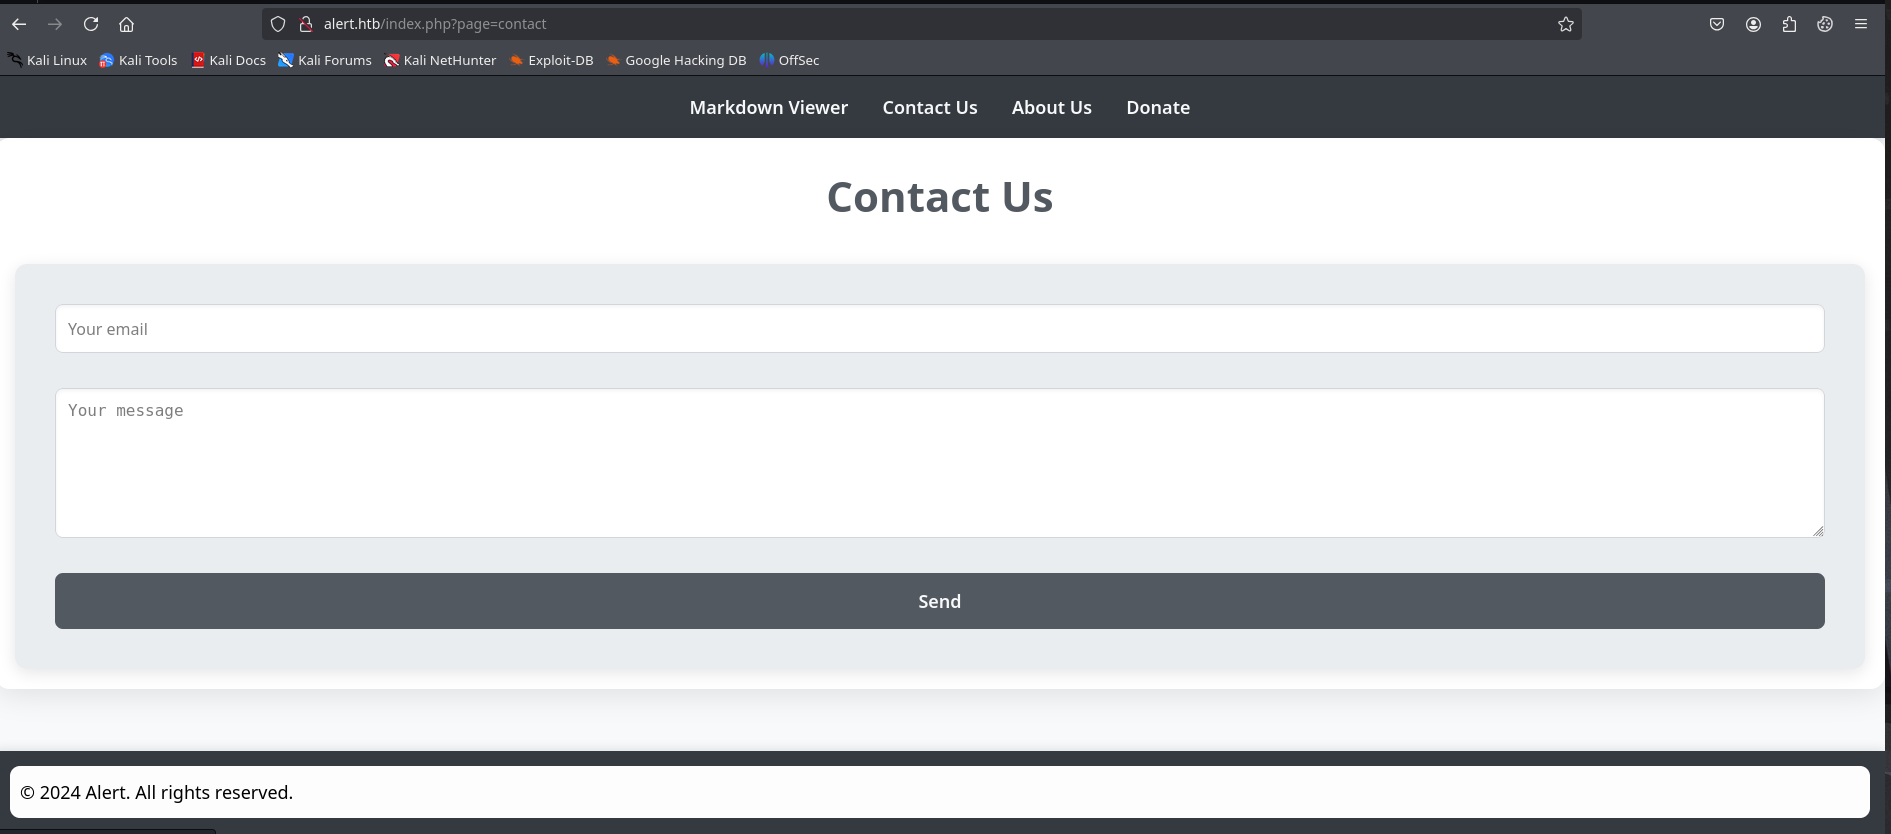 alert.htb/index.php?page=contact
Kali Linux Kali Tools Kali Docs Kali Forums Kali NetHunter Exploit-DB Google Hacking DB OffSec
Markdown Viewer Contact Us About Us Donate
Contact Us
Your email
Your message
Send
© 2024 Alert. All rights reserved.